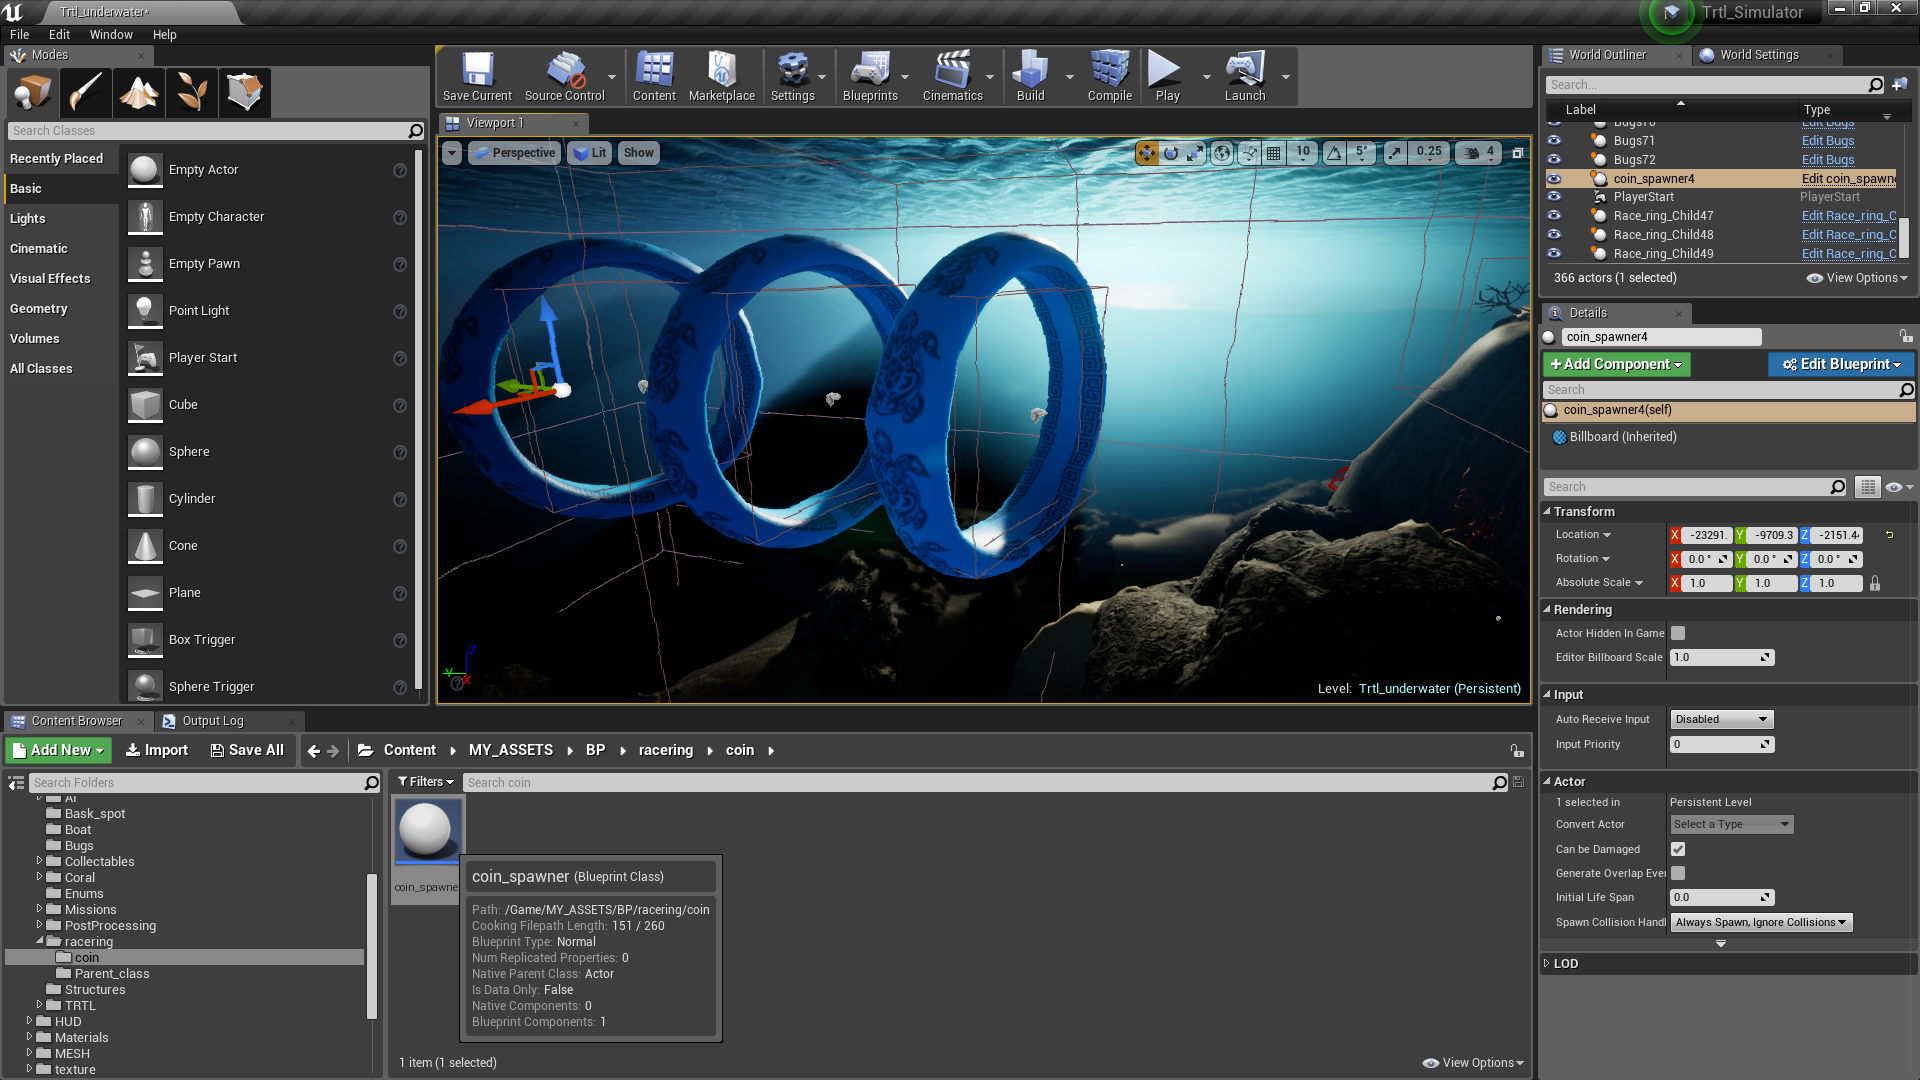 Trtl_underwater*
Trtl_Simulator
File Edit Window Help
Modes
Search Classes
Recently Placed
Basic
Lights
Cinematic
Visual Effects
Geometry
Volumes
All Classes
Empty Actor
Empty Character
Empty Pawn
Point Light
Player Start
Cube
Sphere
Cylinder
Cone
Plane
Box Trigger
Sphere Trigger
Save Current Source Control Content Marketplace Settings Blueprints Cinematics Build Compile Play Launch
Viewport 1
Perspective Lit Show
10 5° 0.25 4
Z
Y
X
Level: Trtl_underwater (Persistent)
World Outliner World Settings
Search...
Label Type
Bugs70 Edit Bugs
Bugs71 Edit Bugs
Bugs72 Edit Bugs
coin_spawner4 Edit coin_spawne
PlayerStart PlayerStart
Race_ring_Child47 Edit Race_ring_C
Race_ring_Child48 Edit Race_ring_C
Race_ring_Child49 Edit Race_ring_C
366 actors (1 selected) View Options
Details
coin_spawner4
+Add Component Edit Blueprint
Search
coin_spawner4(self)
Billboard (Inherited)
Search
Transform
Location X -23291. Y -9709.3 Z -2151.4
Rotation X 0.0 ° Y 0.0 ° Z 0.0 °
Absolute Scale X 1.0 Y 1.0 Z 1.0
Rendering
Actor Hidden In Game
Editor Billboard Scale 1.0
Input
Auto Receive Input Disabled
Input Priority 0
Actor
1 selected in Persistent Level
Convert Actor Select a Type
Can be Damaged
Generate Overlap Ever
Initial Life Span 0.0
Spawn Collision Handl Always Spawn, Ignore Collisions
LOD
Content Browser Output Log
Add New Import Save All Content MY_ASSETS BP racering coin
Search Folders
AI
Bask_spot
Boat
Bugs
Collectables
Coral
Enums
Missions
PostProcessing
racering
coin
Parent_class
Structures
TRTL
HUD
Materials
MESH
texture
Filters Search coin
coin_spawne
coin_spawner (Blueprint Class)
Path: /Game/MY_ASSETS/BP/racering/coin
Cooking Filepath Length: 151 / 260
Blueprint Type: Normal
Num Replicated Properties: 0
Native Parent Class: Actor
Is Data Only: False
Native Components: 0
Blueprint Components: 1
1 item (1 selected)
View Options